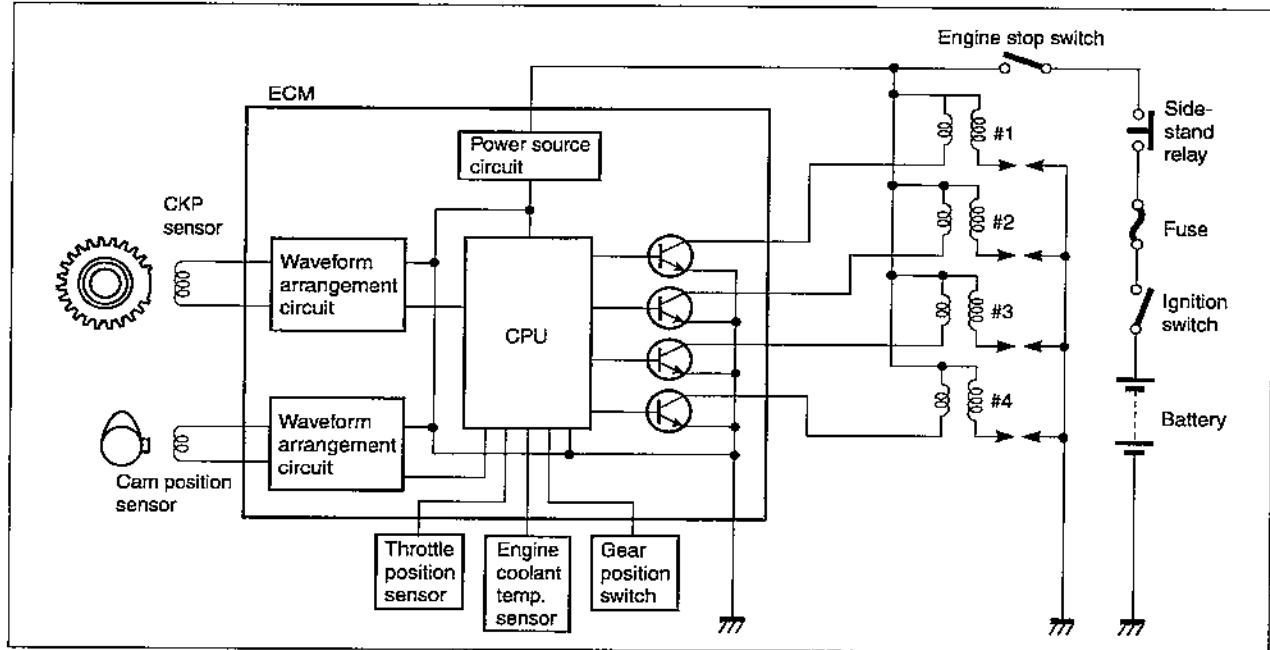 Engine stop switch
ECM
Side-
stand
relay
Power source
circuit
#1
CKP
sensor
#2
Fuse
Waveform
arrangement
circuit
CPU
#3
Ignition
switch
#4
Battery
Waveform
arrangement
circuit
Cam position
sensor
Throttle
position
sensor
Engine
coolant
temp.
sensor
Gear
position
switch